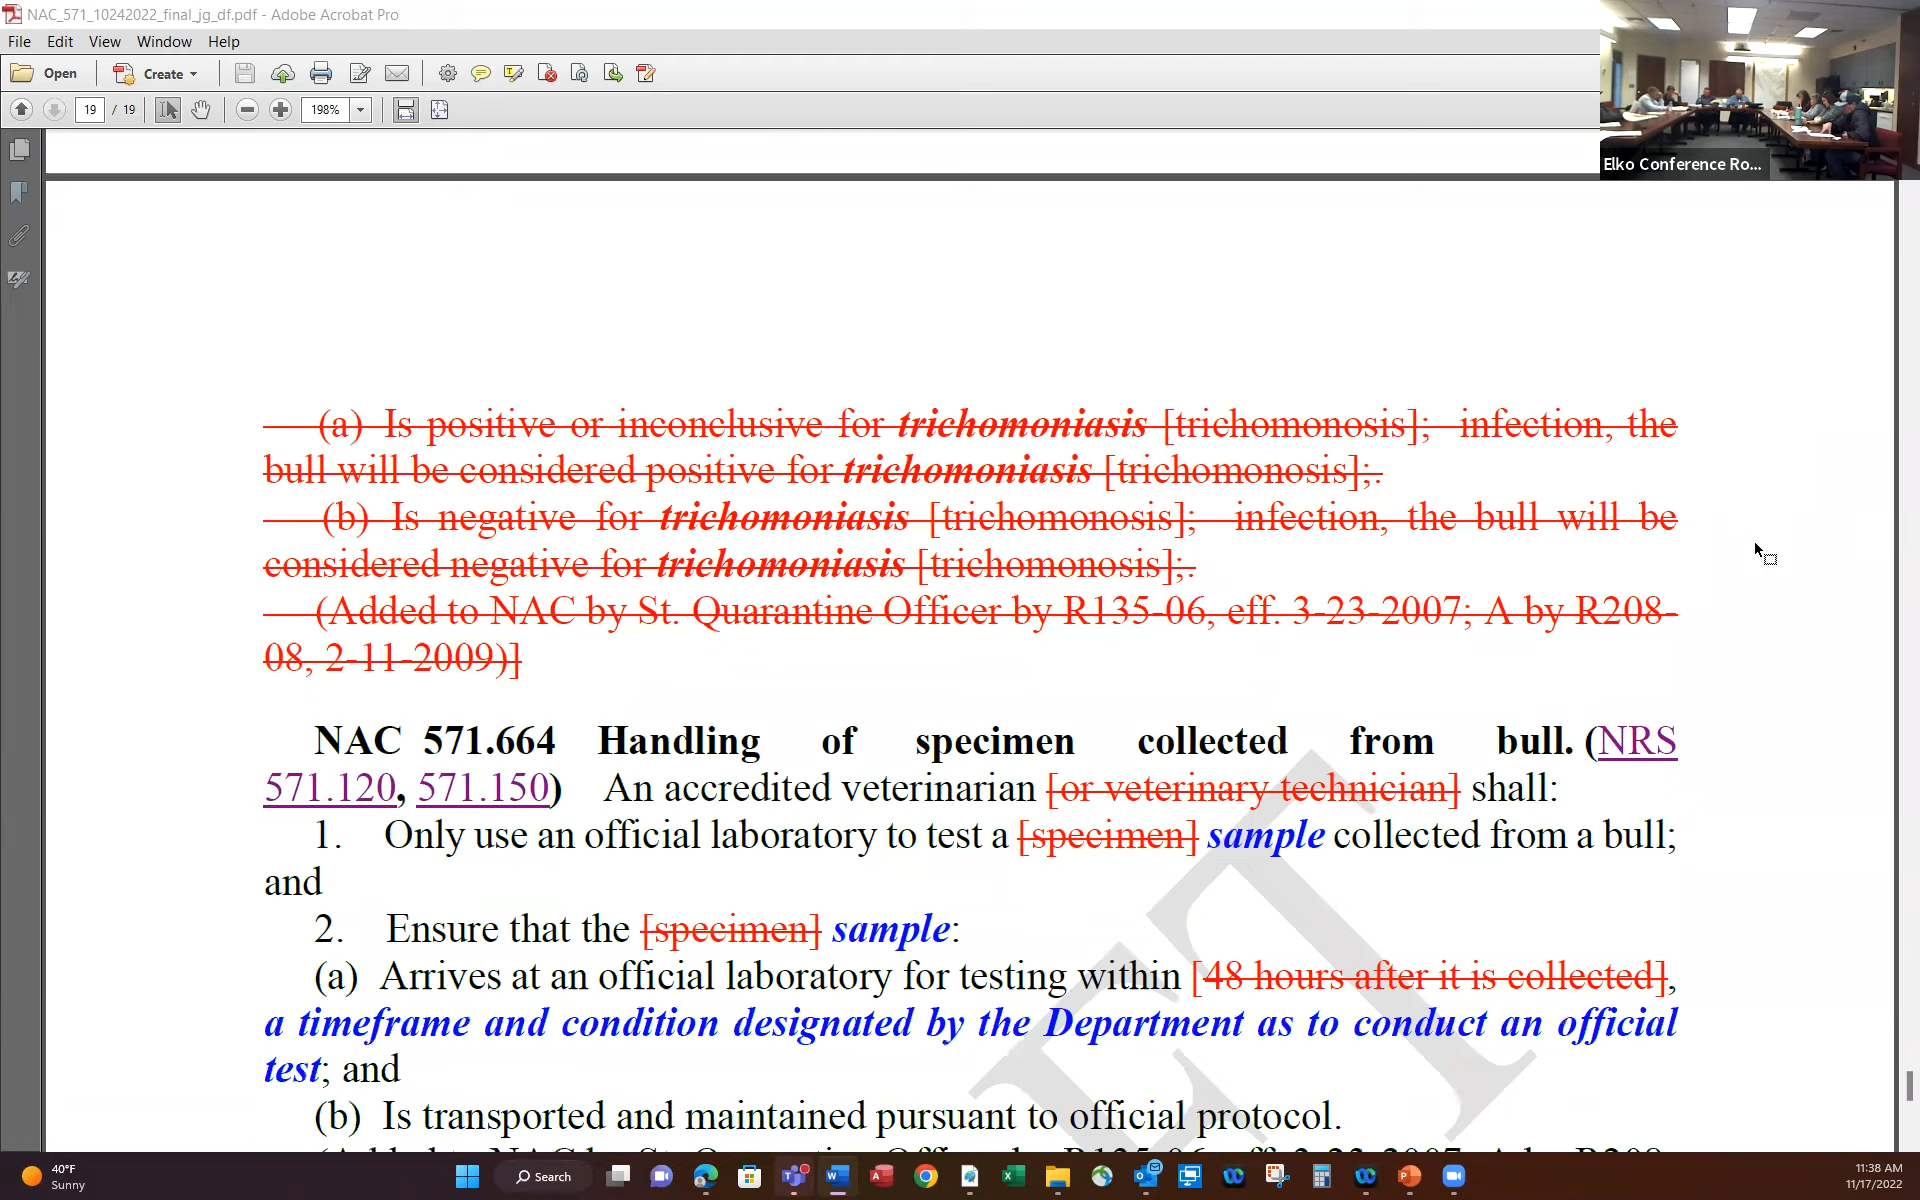 NAC_571_10242022_final_jg_df.pdf - Adobe Acrobat Pro
File Edit View Window Help
Open Create
19 / 19 198%
Elko Conference Ro...
(a) Is positive or inconclusive for trichomoniasis [trichomonosis]; infection, the
bull will be considered positive for trichomoniasis [trichomonosis];.
(b) Is negative for trichomoniasis [trichomonosis]; infection, the bull will be
considered negative for trichomoniasis [trichomonosis];.
(Added to NAC by St. Quarantine Officer by R135-06, eff. 3-23-2007; A by R208-
08, 2-11-2009)]
NAC 571.664 Handling of specimen collected from bull. (NRS
571.120, 571.150) An accredited veterinarian [or veterinary technician] shall:
1. Only use an official laboratory to test a [specimen] sample collected from a bull;
and
2. Ensure that the [specimen] sample:
(a) Arrives at an official laboratory for testing within [48 hours after it is collected],
a timeframe and condition designated by the Department as to conduct an official
test; and
(b) Is transported and maintained pursuant to official protocol.
40°F
Sunny
Search
11:38 AM
11/17/2022